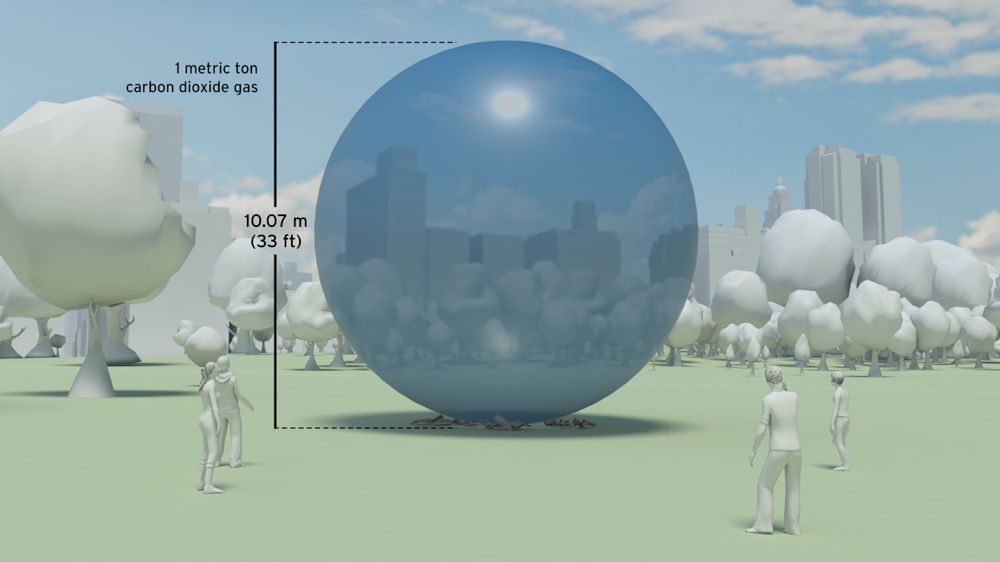 1 metric ton
carbon dioxide gas
10.07 m
(33 ft)